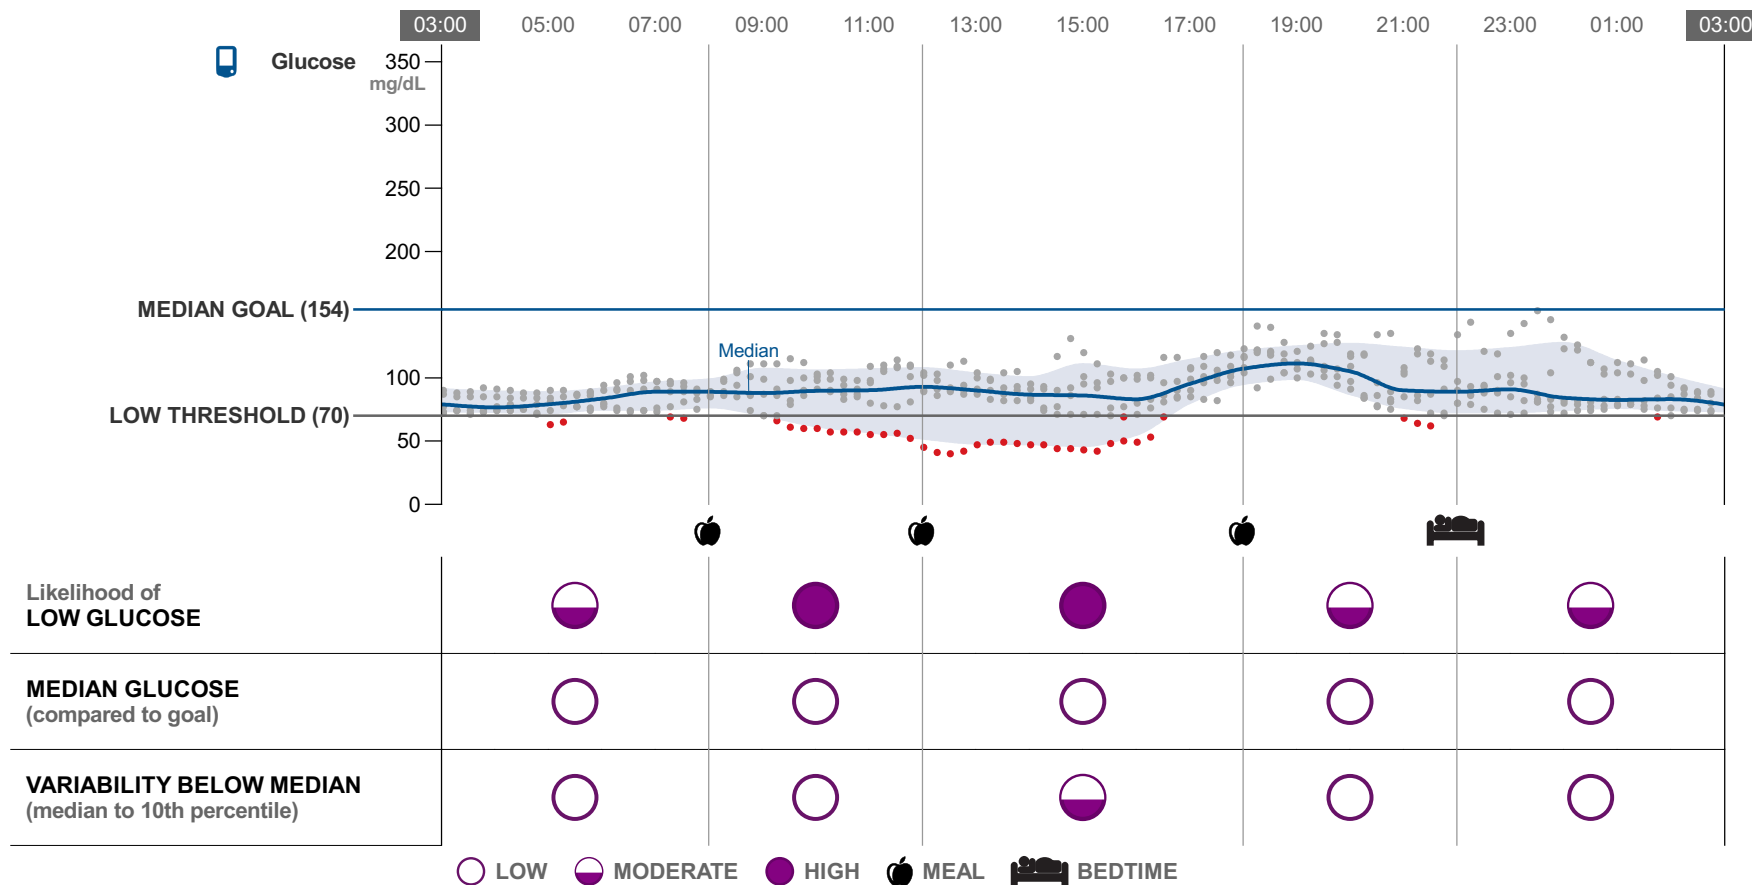 03:00 05:00 07:00 09:00 11:00 13:00 15:00 17:00 19:00 21:00 23:00 01:00 03:00
Glucose 350
mg/dL
300
250
200
MEDIAN GOAL (154)
Median
100
LOW THRESHOLD (70)
50
0
Likelihood of
LOW GLUCOSE
MEDIAN GLUCOSE
(compared to goal)
VARIABILITY BELOW MEDIAN
(median to 10th percentile)
LOW MODERATE HIGH MEAL BEDTIME